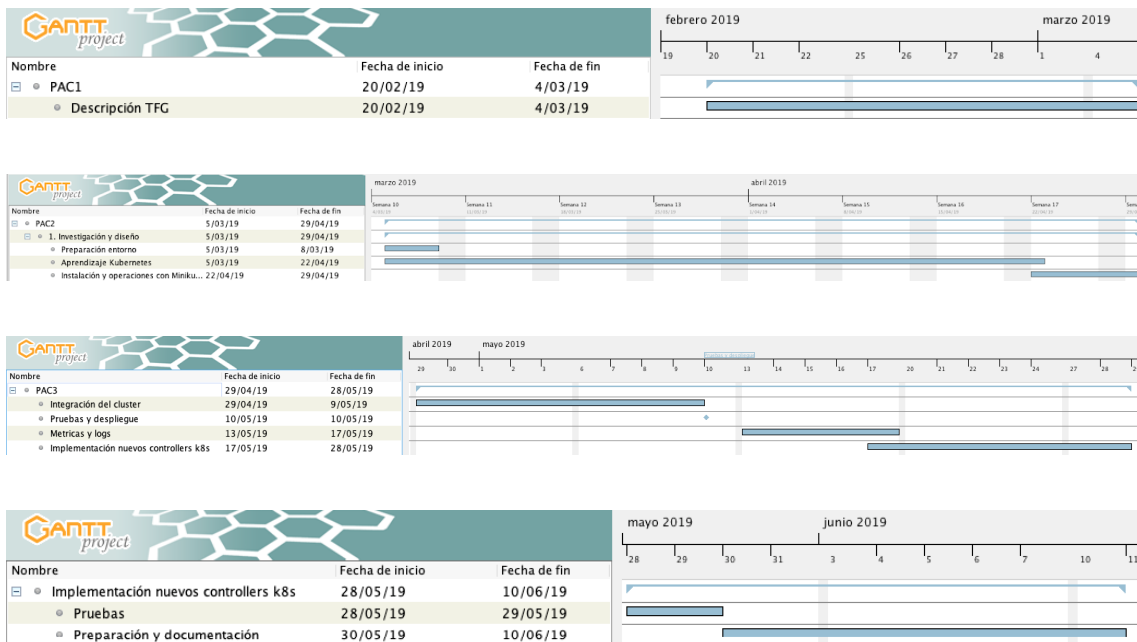 GANTT project
febrero 2019 marzo 2019
19 20 21 22 25 26 27 28 1 4
Nombre Fecha de inicio Fecha de fin
PAC1 20/02/19 4/03/19
Descripción TFG 20/02/19 4/03/19
GANTT project
marzo 2019 abril 2019
Semana 10 Semana 11 Semana 12 Semana 13 Semana 14 Semana 15 Semana 16 Semana 17
Nombre Fecha de inicio Fecha de fin
PAC2 5/03/19 29/04/19
1. Investigación y diseño 5/03/19 29/04/19
Preparación entorno 5/03/19 8/03/19
Aprendizaje Kubernetes 5/03/19 22/04/19
Instalación y operaciones con Miniku... 22/04/19 29/04/19
GANTT project
abril 2019 mayo 2019
Pruebas y despliegue
29 30 1 2 3 6 7 8 9 10 13 14 15 16 17 20 21 22 23 24 27 28
Nombre Fecha de inicio Fecha de fin
PAC3 29/04/19 28/05/19
Integración del cluster 29/04/19 9/05/19
Pruebas y despliegue 10/05/19 10/05/19
Metricas y logs 13/05/19 17/05/19
Implementación nuevos controllers k8s 17/05/19 28/05/19
GANTT project
mayo 2019 junio 2019
28 29 30 31 3 4 5 6 7 10 11
Nombre Fecha de inicio Fecha de fin
Implementación nuevos controllers k8s 28/05/19 10/06/19
Pruebas 28/05/19 29/05/19
Preparación y documentación 30/05/19 10/06/19